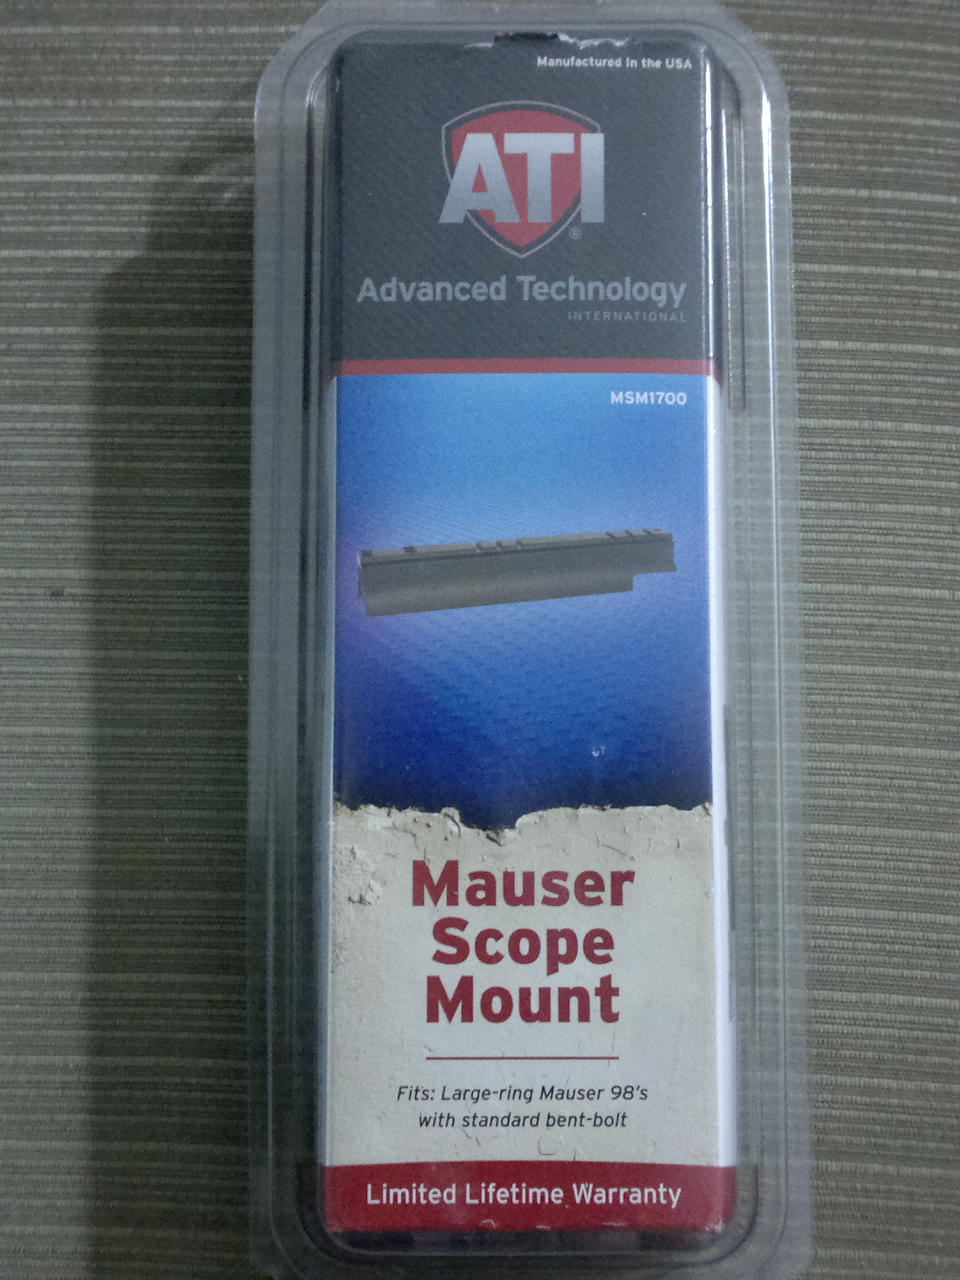 Manufactured in the USA
ATI
®
Advanced Technology
INTERNATIONAL
MSM1700
Mauser
Scope
Mount
Fits: Large-ring Mauser 98's
with standard bent-bolt
Limited Lifetime Warranty